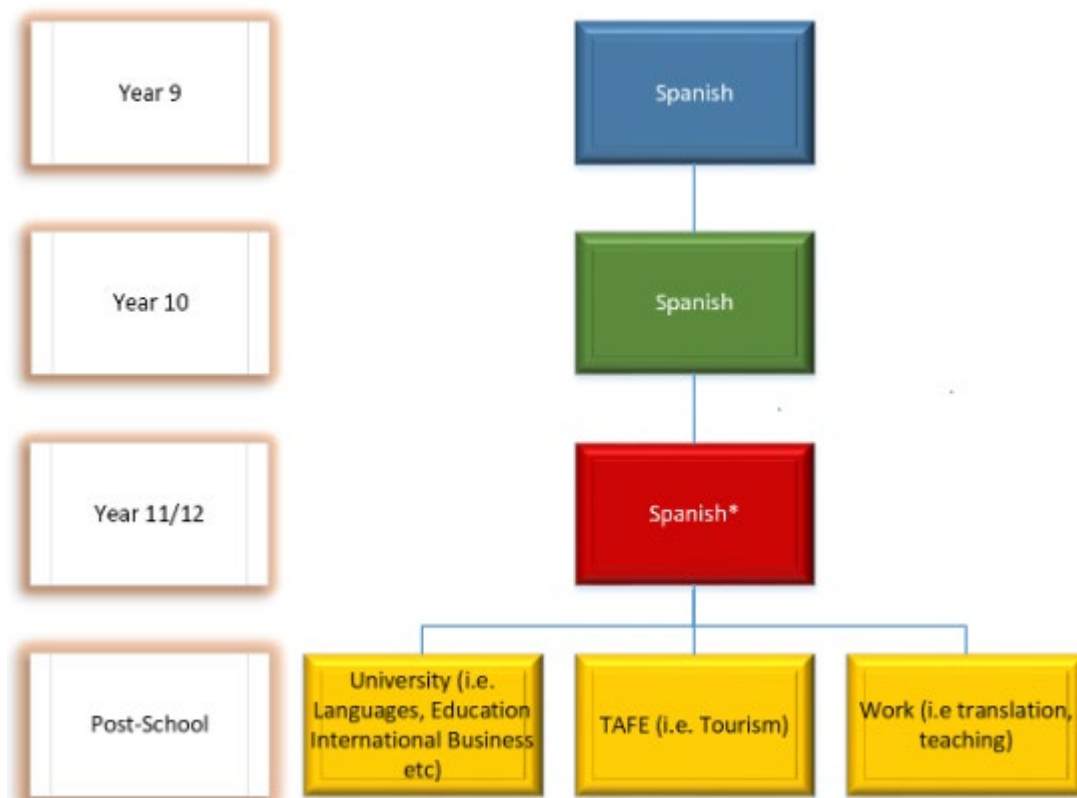 Year 9
Spanish
Year 10
Spanish
Year 11/12
Spanish*
Post-School
University (i.e.
Languages, Education
International Business
etc)
TAFE (i.e. Tourism)
Work (i.e translation,
teaching)